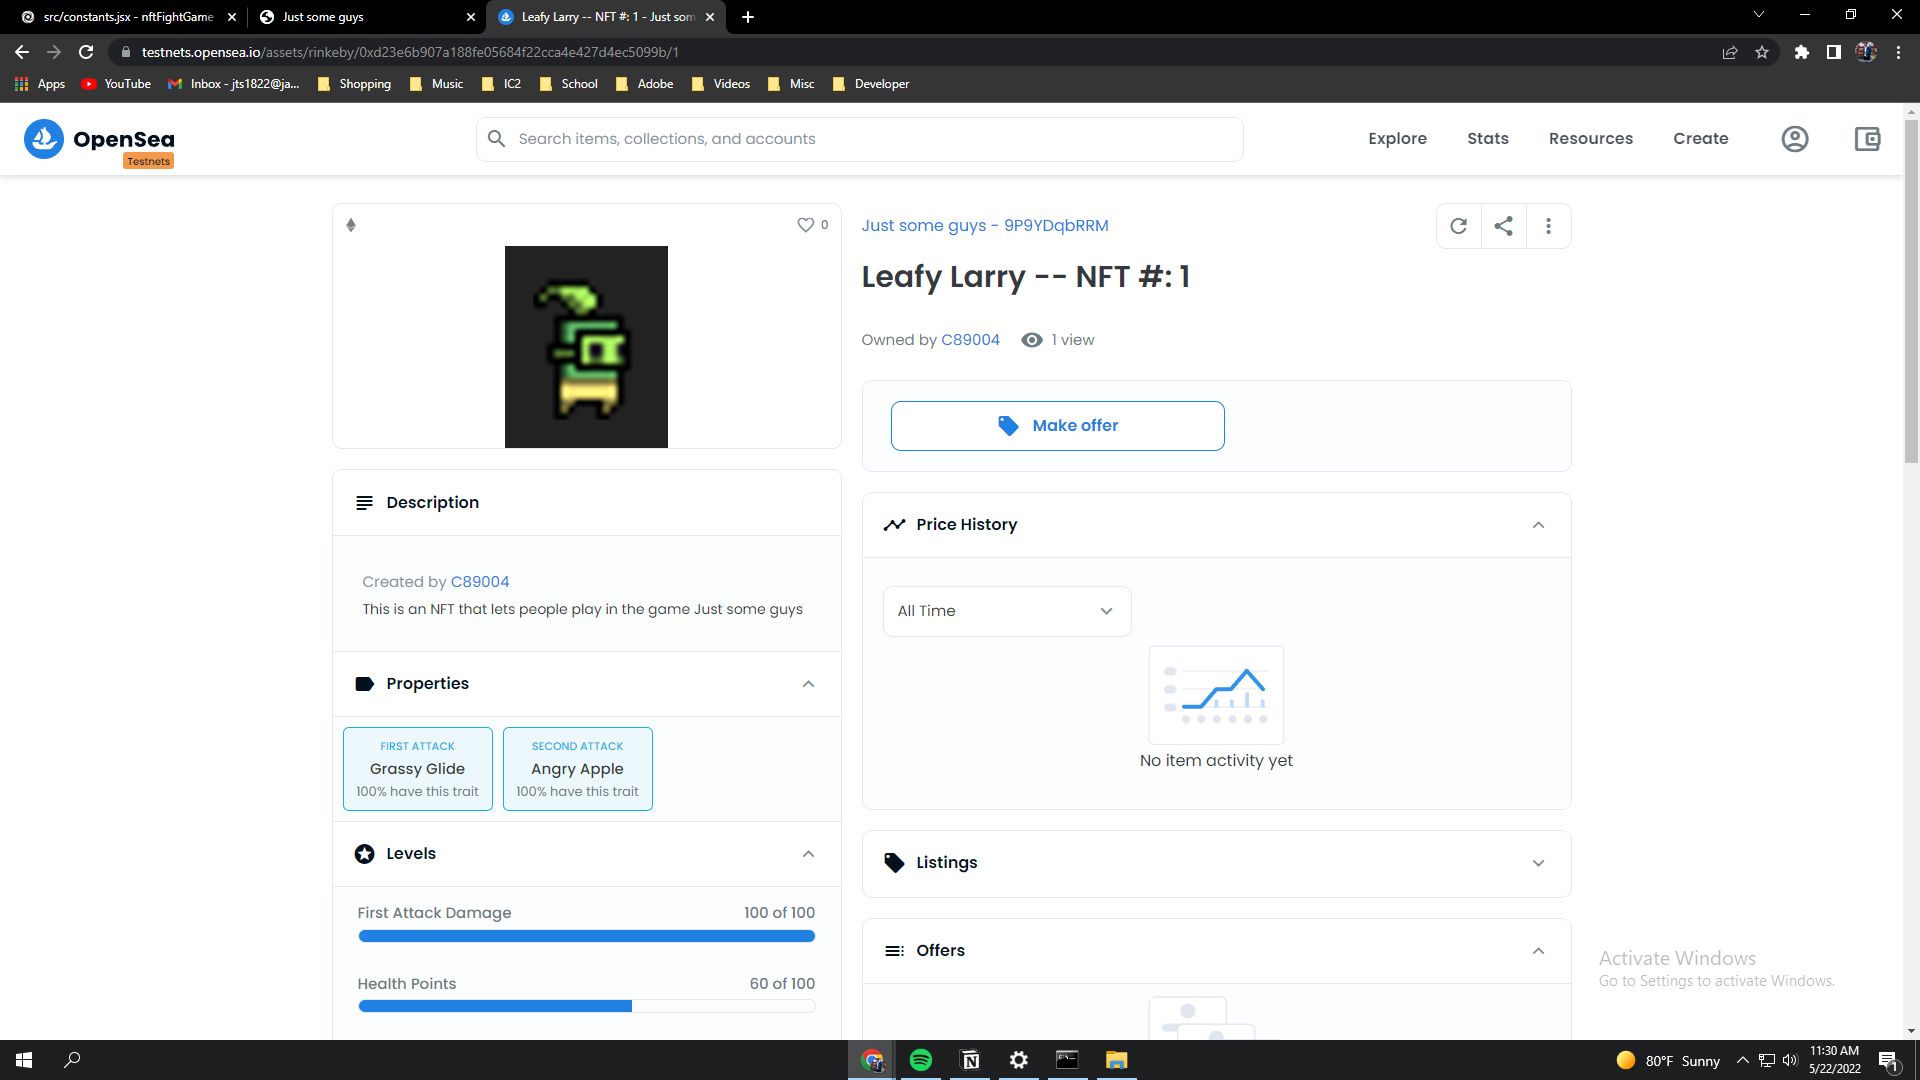 src/constants.jsx - nftFightGame
Just some guys
Leafy Larry -- NFT #: 1 - Just som
testnets.opensea.io/assets/rinkeby/0xd23e6b907a188fe05684f22cca4e427d4ec5099b/1
Apps
YouTube
Inbox - jts1822@ja...
Shopping
Music
IC2
School
Adobe
Videos
Misc
Developer
OpenSea
Testnets
Search items, collections, and accounts
Explore
Stats
Resources
Create
0
Just some guys - 9P9YDqbRRM
Leafy Larry -- NFT #: 1
Owned by C89004
1 view
Make offer
Description
Created by C89004
This is an NFT that lets people play in the game Just some guys
Properties
FIRST ATTACK
Grassy Glide
100% have this trait
SECOND ATTACK
Angry Apple
100% have this trait
Levels
First Attack Damage
100 of 100
Health Points
60 of 100
Price History
All Time
No item activity yet
Listings
Offers
Activate Windows
Go to Settings to activate Windows.
80°F Sunny
11:30 AM
5/22/2022
1